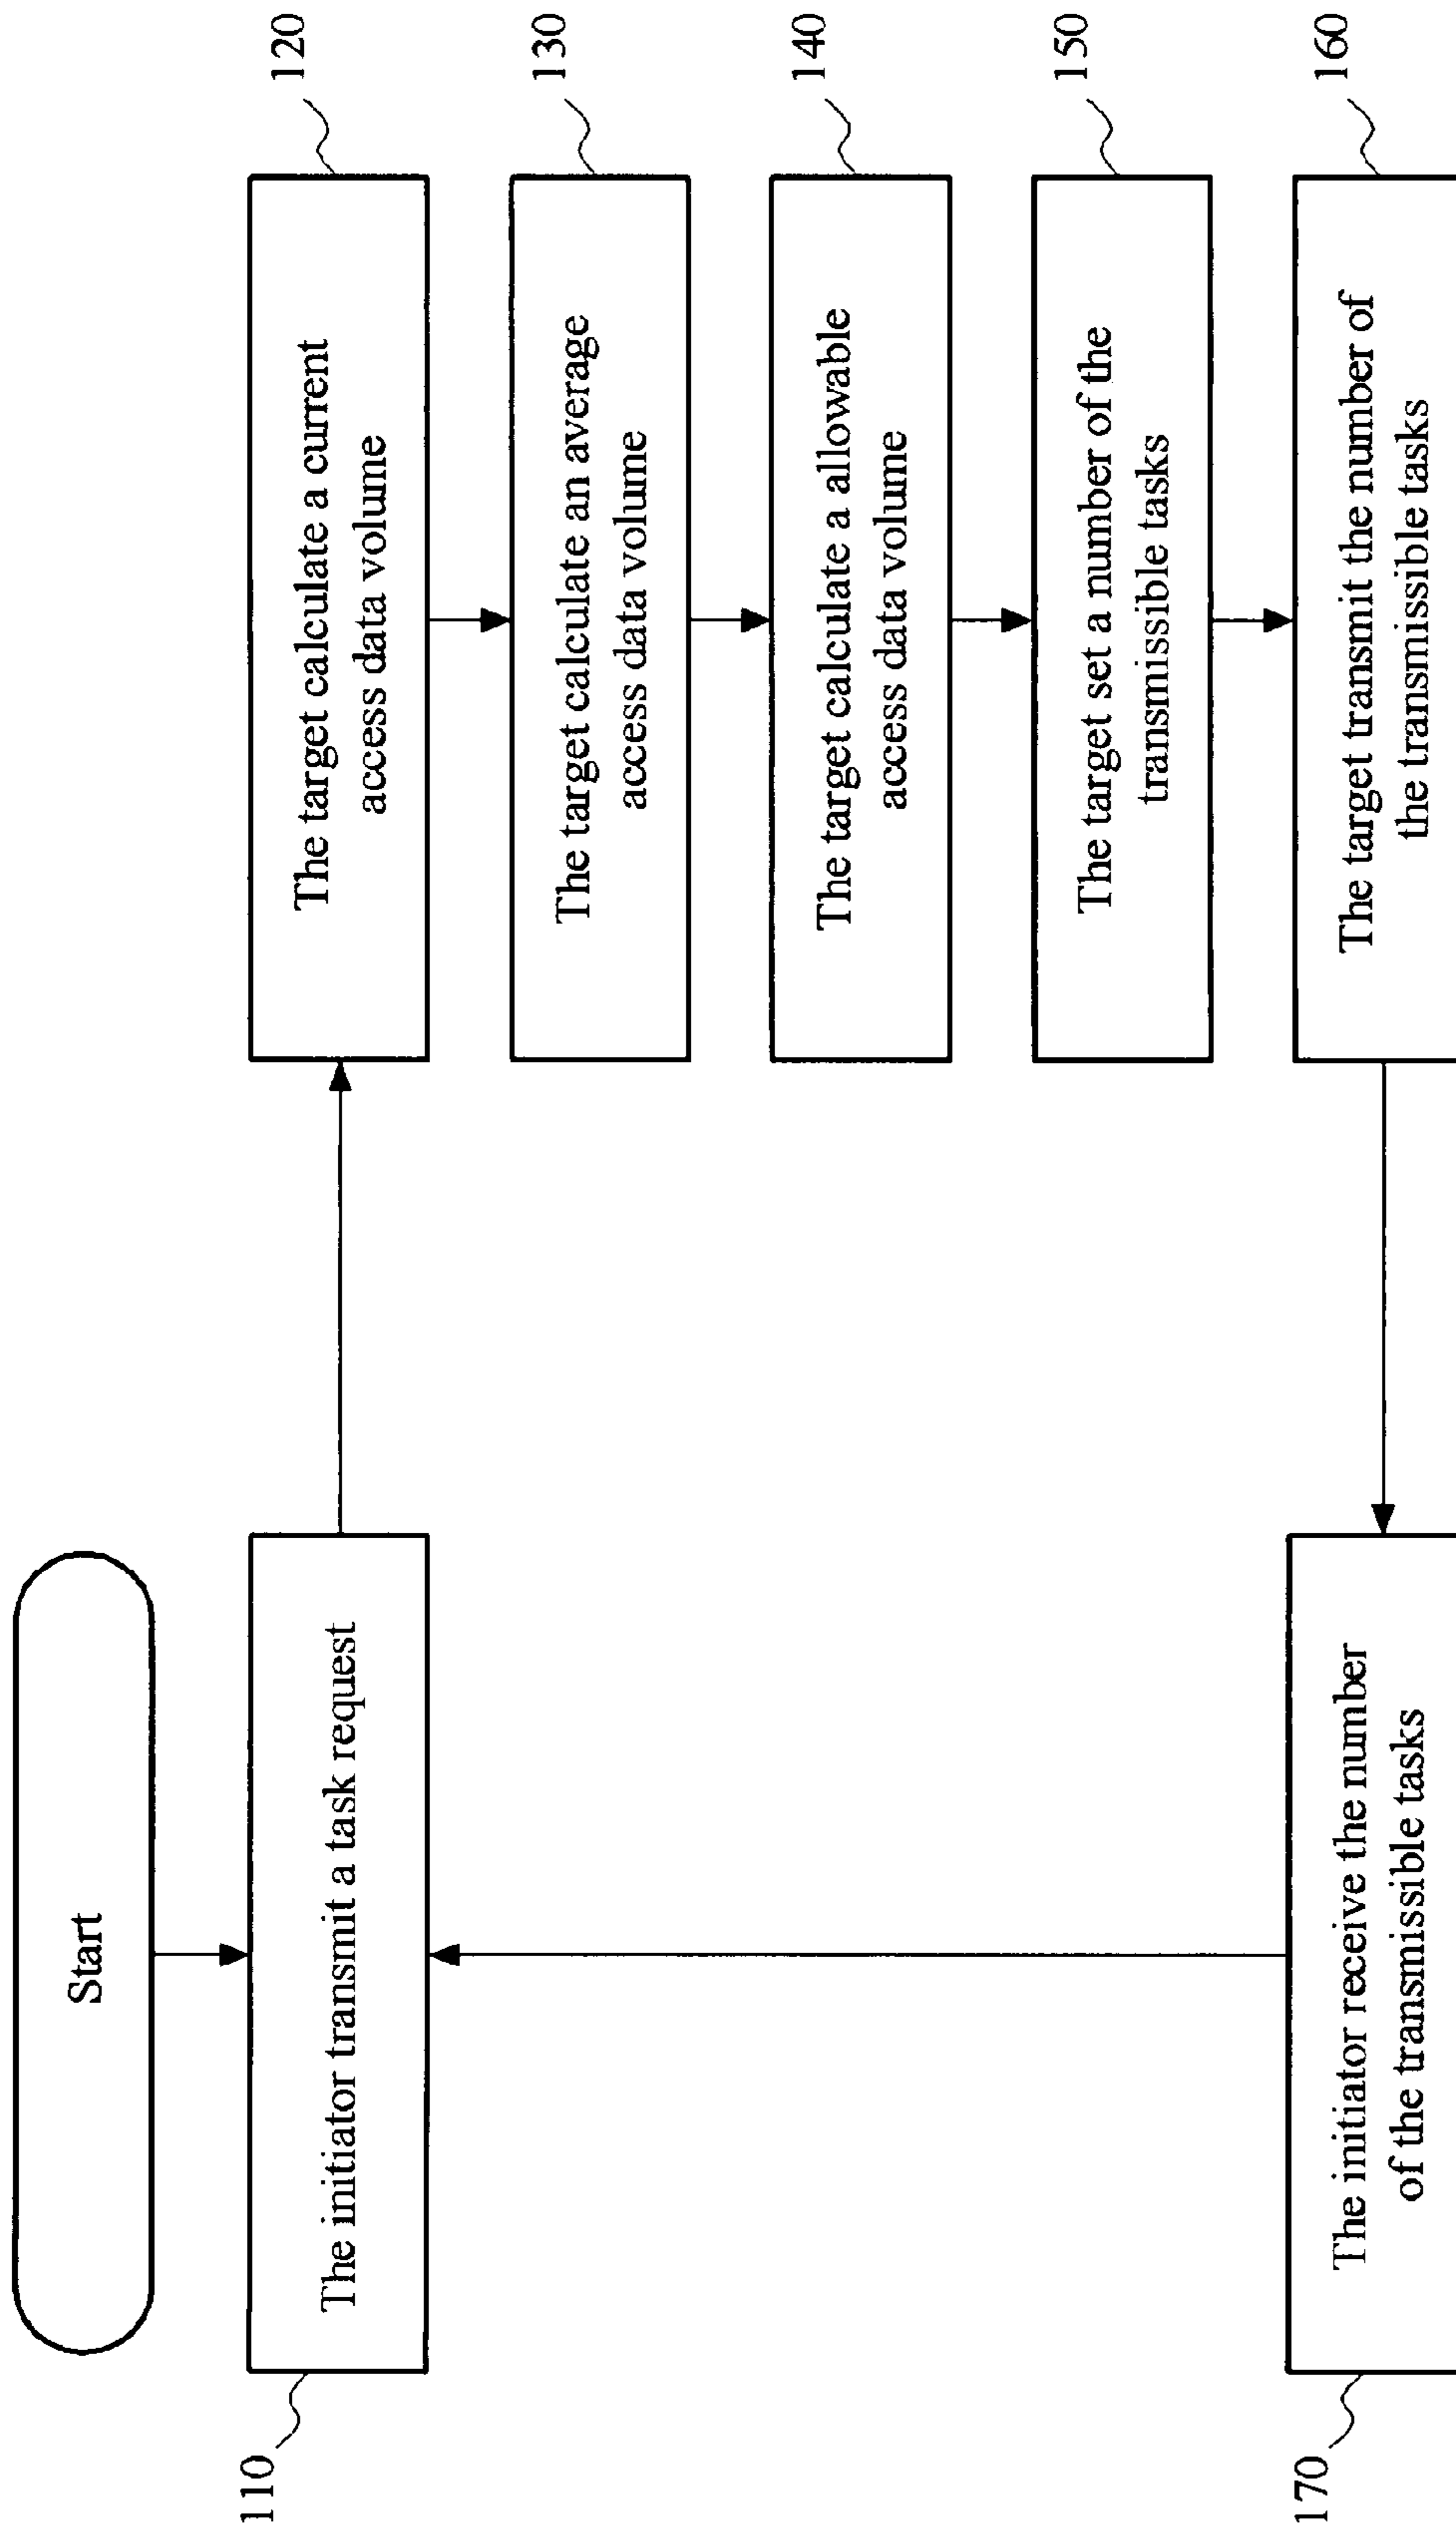 Start
110
The initiator transmit a task request
120
The target calculate a current
access data volume
130
The target calculate an average
access data volume
140
The target calculate a allowable
access data volume
150
The target set a number of the
transmissible tasks
160
The target transmit the number of
the transmissible tasks
170
The initiator receive the number
of the transmissible tasks